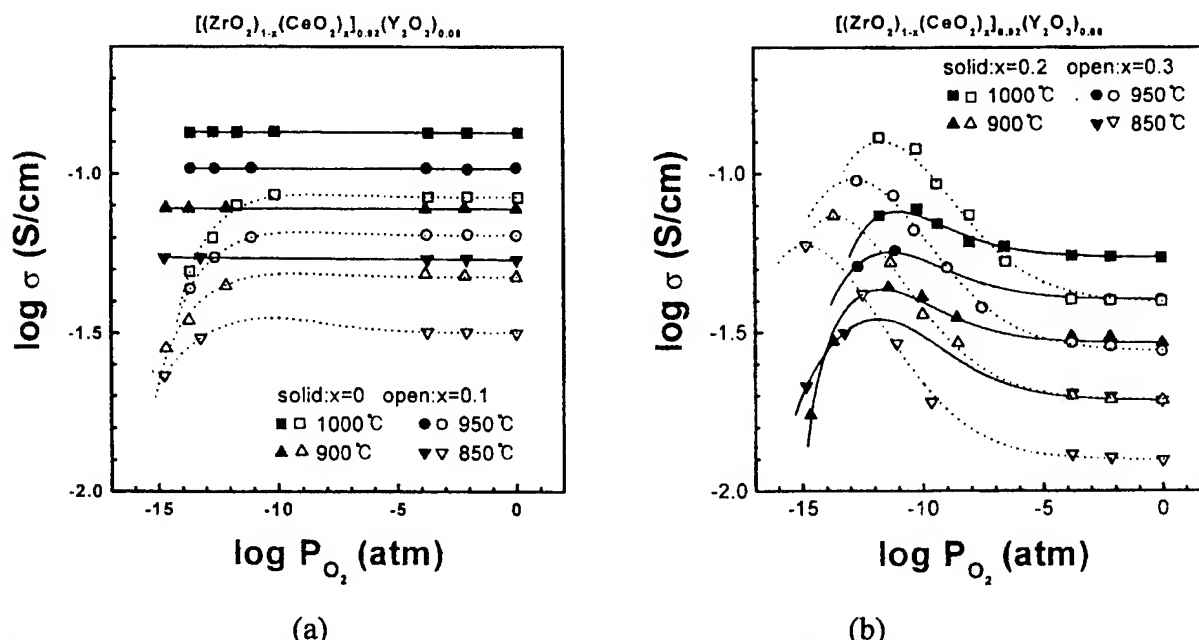 [(ZrO₂)₁₋ₓ(CeO₂)ₓ]₀.₉₂(Y₂O₃)₀.₀₈
-1.0
-1.5
-2.0
log σ (S/cm)
solid:x=0 open:x=0.1
1000℃ 950℃
900℃ 850℃
-15 -10 -5 0
log P_O₂ (atm)
(a)
[(ZrO₂)₁₋ₓ(CeO₂)ₓ]₀.₉₂(Y₂O₃)₀.₀₈
solid:x=0.2 open:x=0.3
1000℃ 950℃
900℃ 850℃
-1.0
-1.5
-2.0
log σ (S/cm)
-15 -10 -5 0
log P_O₂ (atm)
(b)